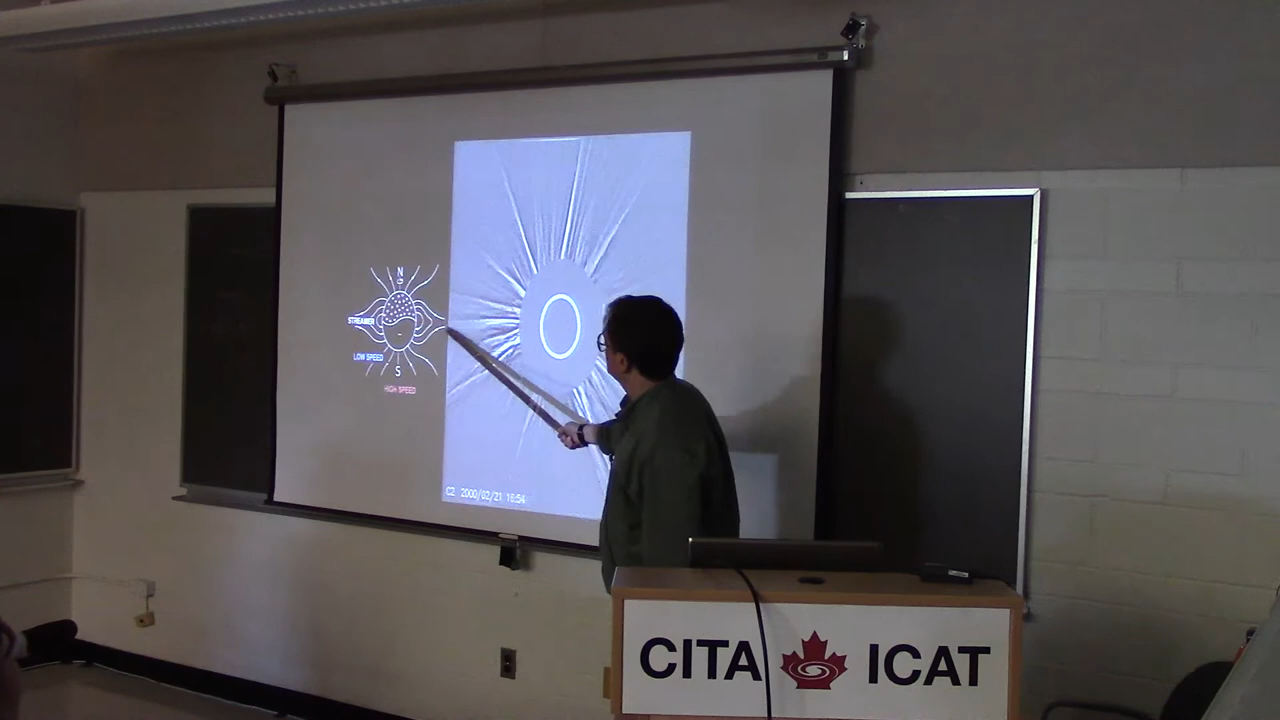 N
STREAMER
LOW SPEED
S
HIGH SPEED
C2 2000/02/21 16:54
CITA ICAT